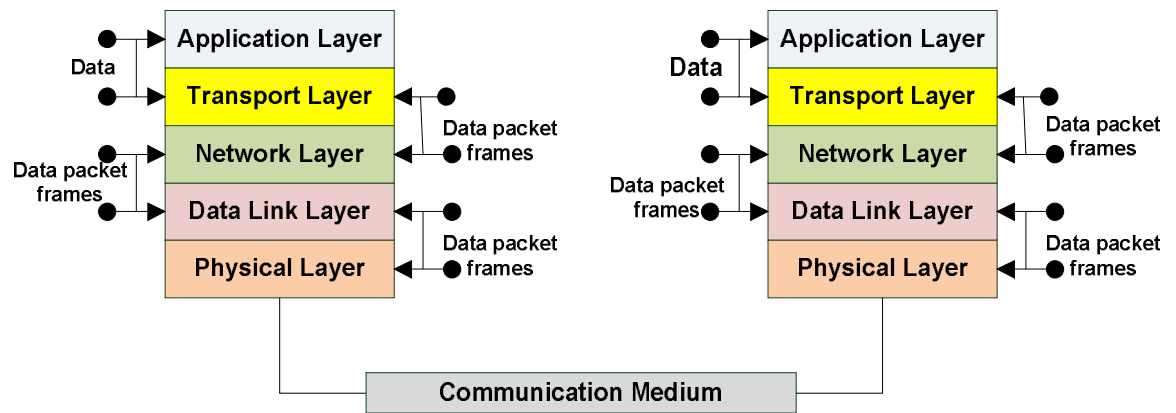 Application Layer
Data
Transport Layer
Data packet
frames
Network Layer
Data packet
frames
Data Link Layer
Data packet
frames
Physical Layer
Application Layer
Data
Transport Layer
Data packet
frames
Network Layer
Data packet
frames
Data Link Layer
Data packet
frames
Physical Layer
Communication Medium